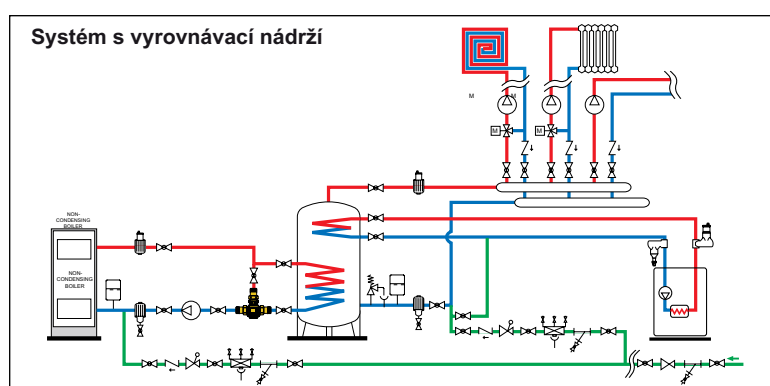 Systém s vyrovnávací nádrží
M
M
M
M
NON-
CONDENSING
BOILER
NON-
CONDENSING
BOILER